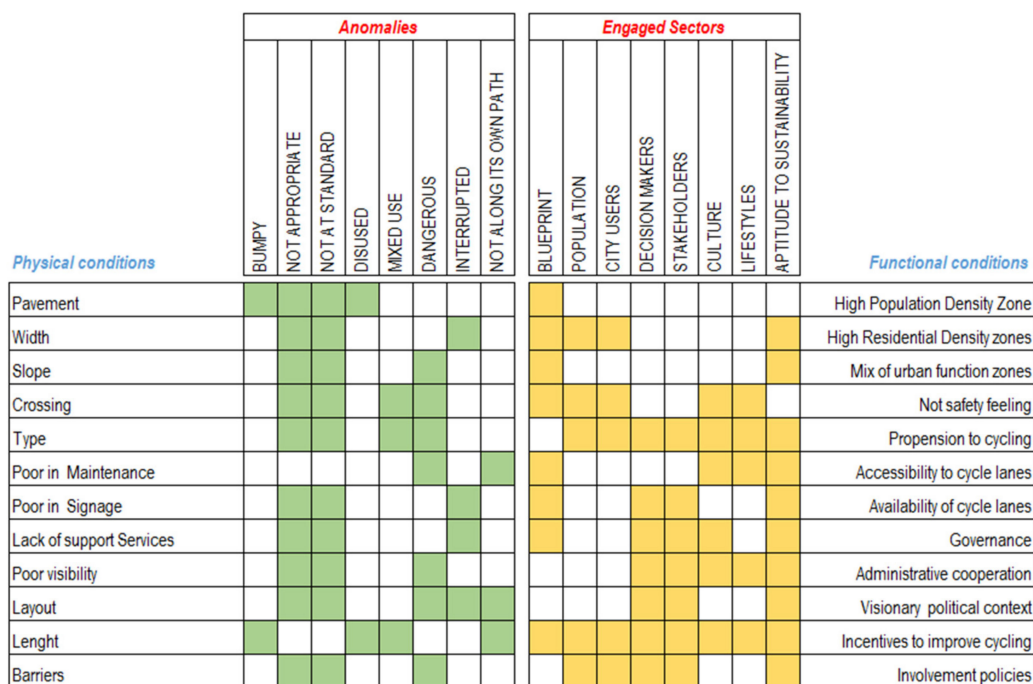 Anomalies
Engaged Sectors
BUMPY
NOT APPROPRIATE
NOT AT STANDARD
DISUSED
MIXED USE
DANGEROUS
INTERRUPTED
NOT ALONG ITS OWN PATH
BLUEPRINT
POPULATION
CITY USERS
DECISION MAKERS
STAKEHOLDERS
CULTURE
LIFESTYLES
APTITUDE TO SUSTAINABILITY
Physical conditions
Functional conditions
Pavement
High Population Density Zone
Width
High Residential Density zones
Slope
Mix of urban function zones
Crossing
Not safety feeling
Type
Propension to cycling
Poor in Maintenance
Accessibility to cycle lanes
Poor in Signage
Availability of cycle lanes
Lack of support Services
Governance
Poor visibility
Administrative cooperation
Layout
Visionary political context
Lenght
Incentives to improve cycling
Barriers
Involvement policies